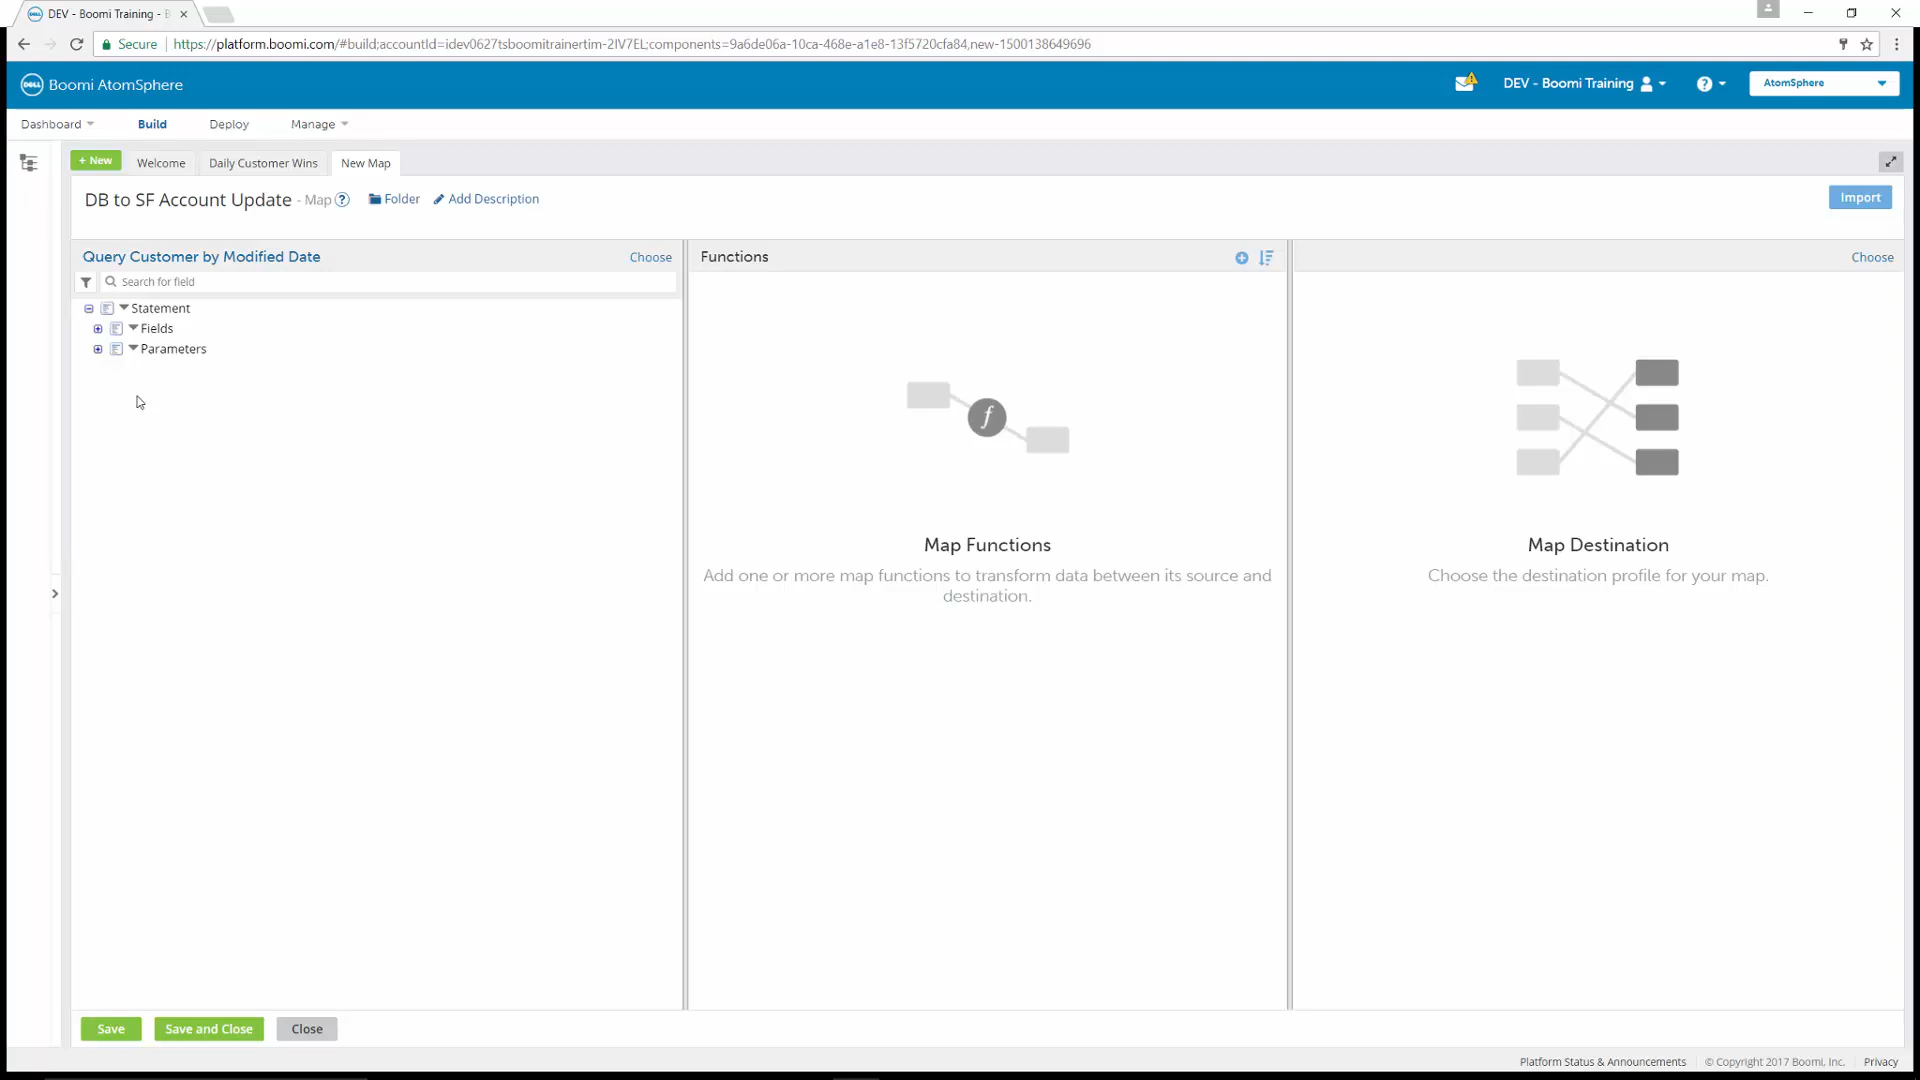 DEV - Boomi Training - B
Secure https://platform.boomi.com/#build;accountId=idev0627tsboomitrainertim-2IV7EL;components=9a6de06a-10ca-468e-a1e8-13f5720cfa84,new-1500138649696
DELL Boomi AtomSphere
DEV - Boomi Training
AtomSphere
Dashboard Build Deploy Manage
+ New Welcome Daily Customer Wins New Map
DB to SF Account Update - Map ? Folder Add Description
Import
Query Customer by Modified Date Choose
Functions
Choose
Search for field
Statement
Fields
Parameters
f
Map Functions
Add one or more map functions to transform data between its source and
destination.
Map Destination
Choose the destination profile for your map.
Save Save and Close Close
Platform Status & Announcements © Copyright 2017 Boomi, Inc. Privacy